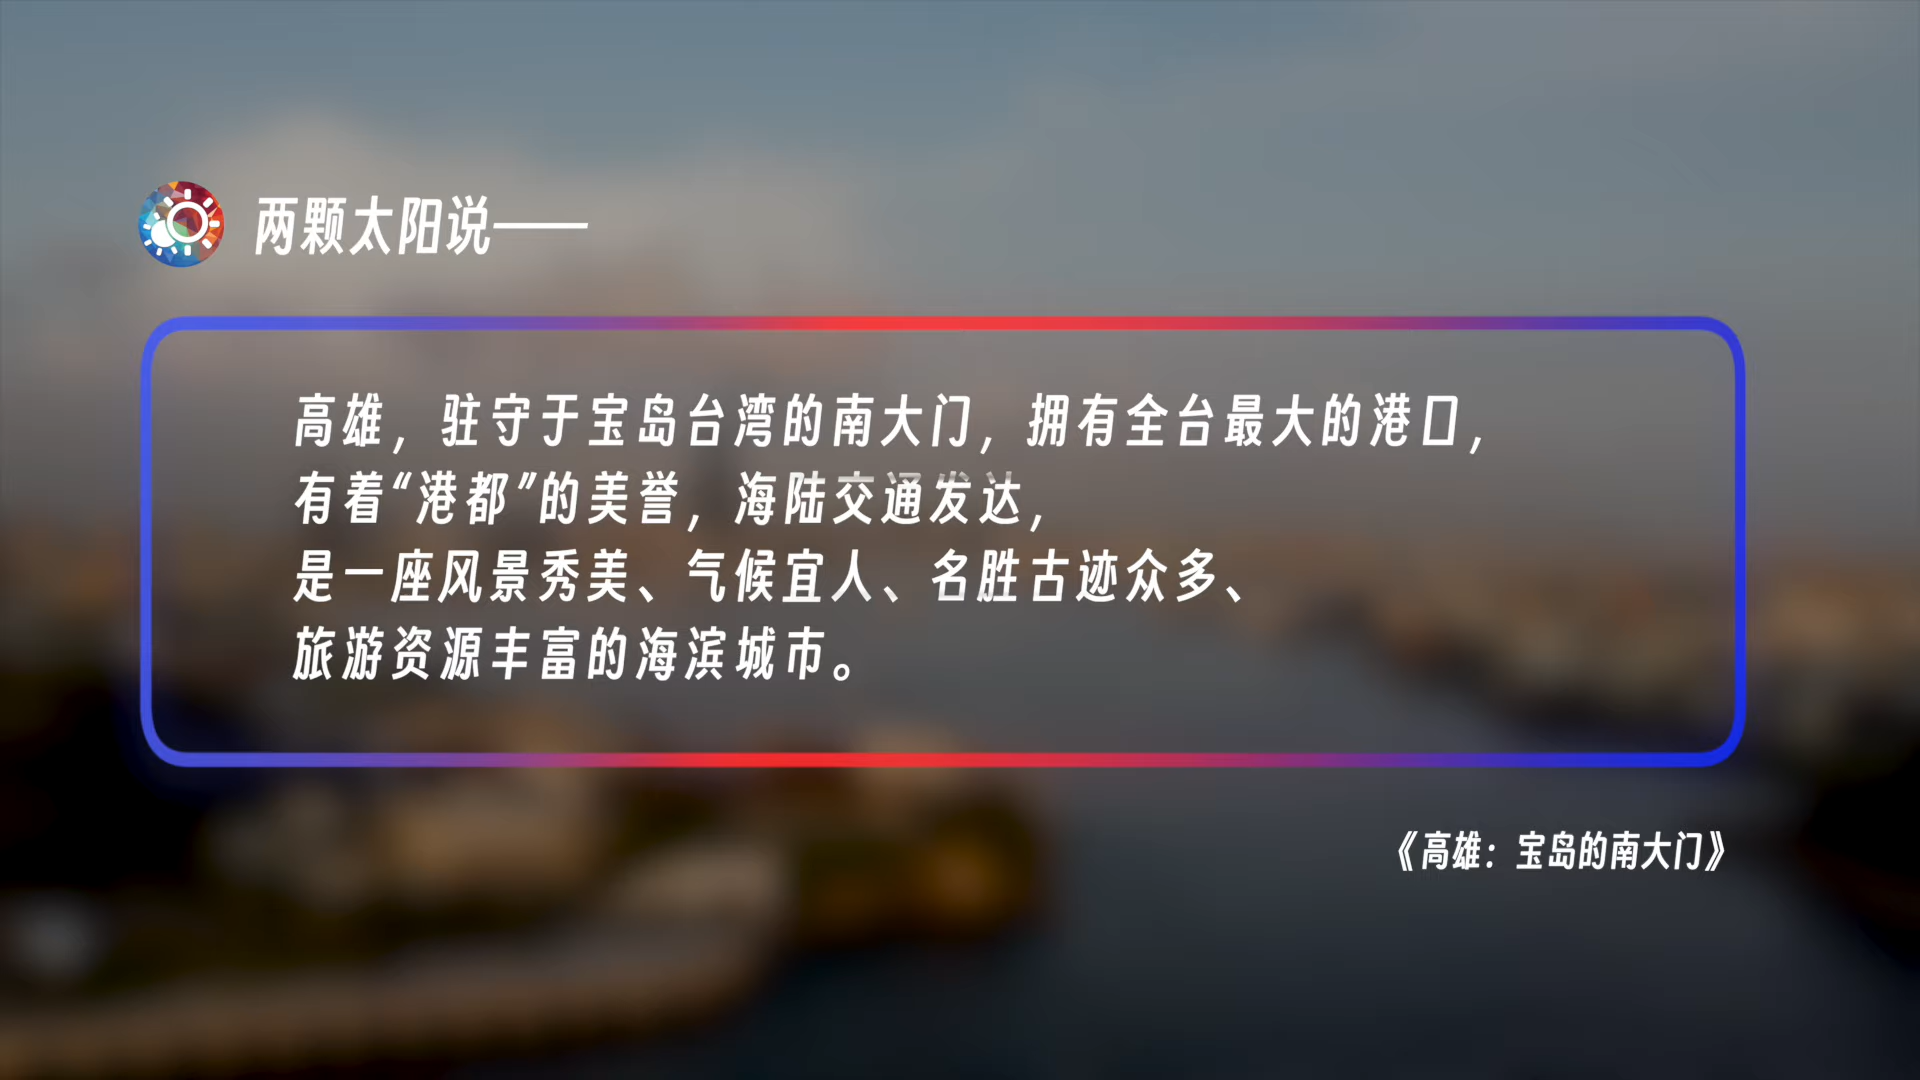 两颗太阳说——
高雄，驻守于宝岛台湾的南大门，拥有全台最大的港口，
有着“港都”的美誉，海陆交通发达，
是一座风景秀美、气候宜人、名胜古迹众多、
旅游资源丰富的海滨城市。
《高雄：宝岛的南大门》